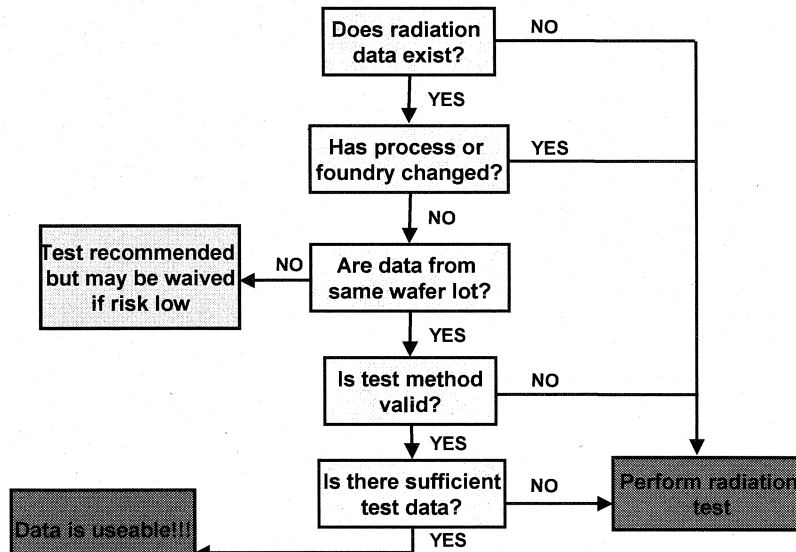 Does radiation
data exist?
NO
YES
Has process or
foundry changed?
YES
NO
Test recommended
but may be waived
if risk low
NO
Are data from
same wafer lot?
YES
Is test method
valid?
NO
YES
Is there sufficient
test data?
NO
Perform radiation
test
Data is useable!!!
YES